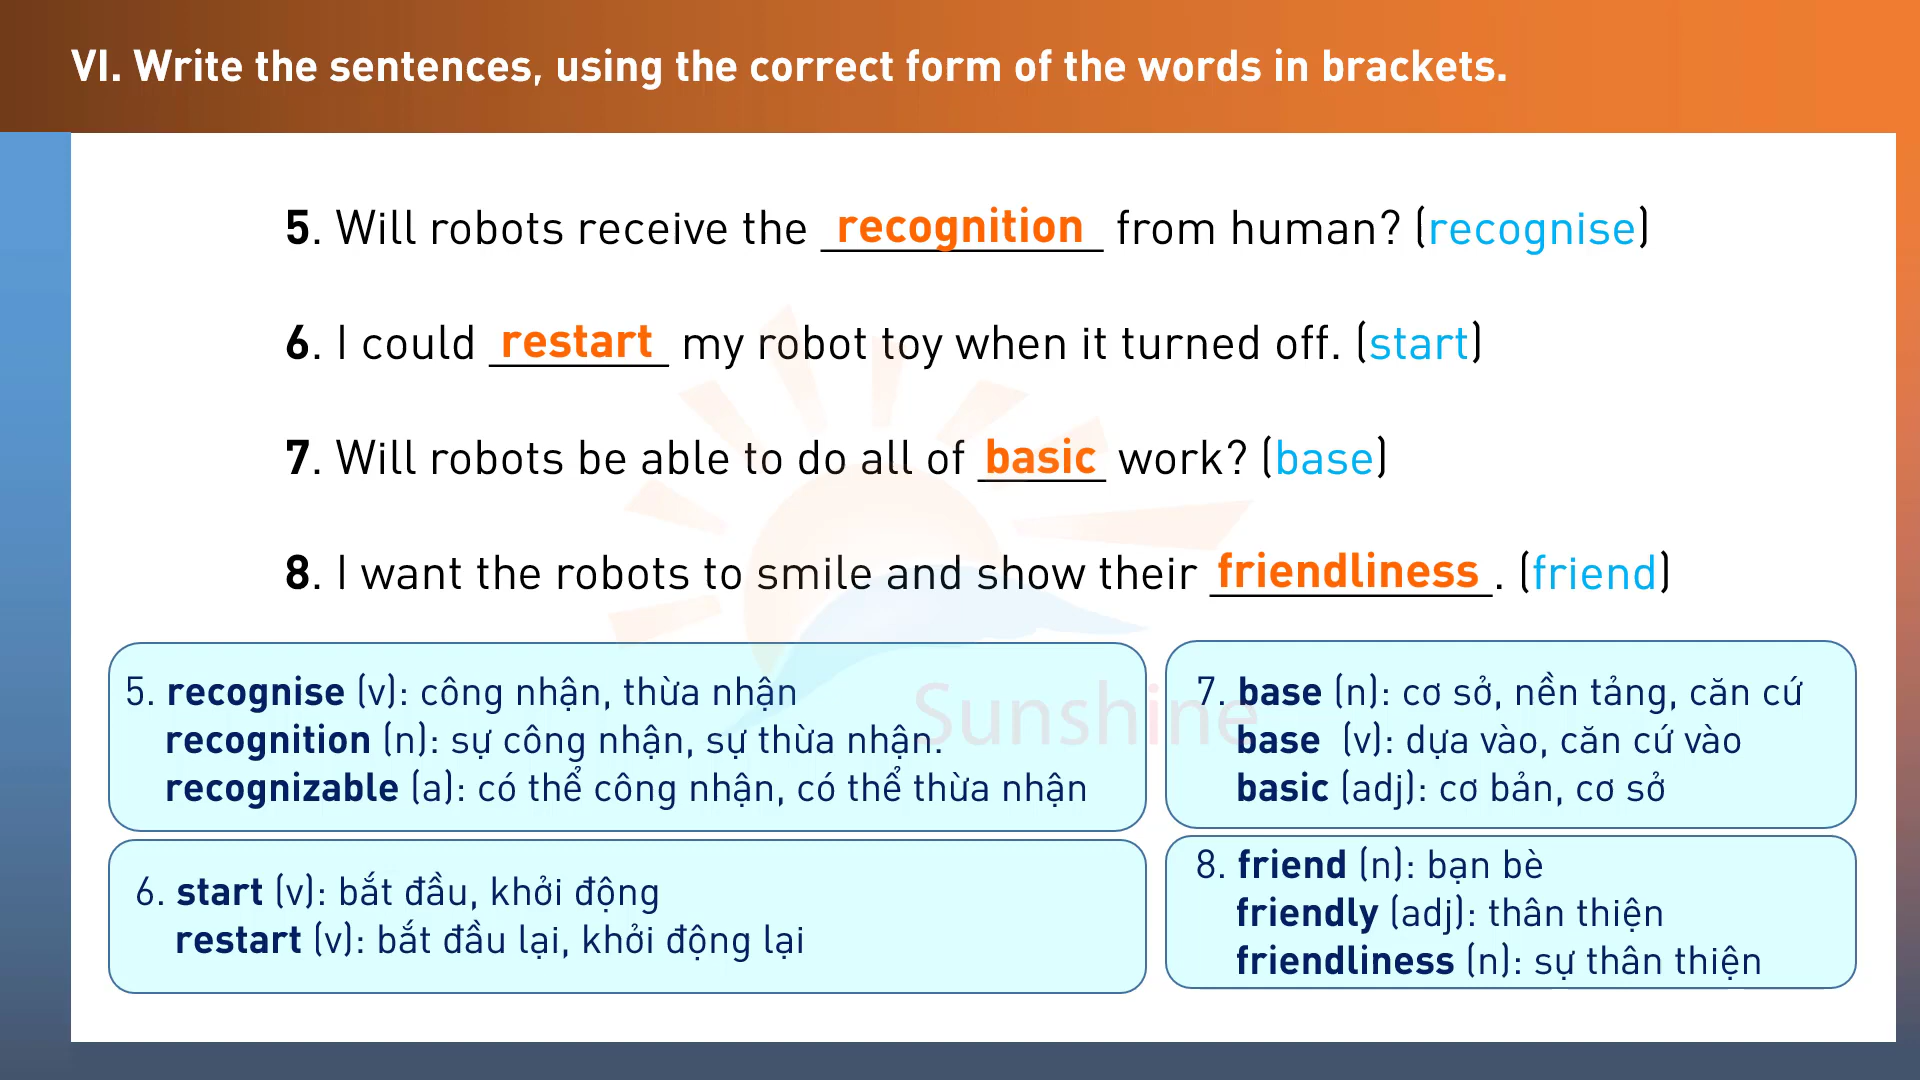 VI. Write the sentences, using the correct form of the words in brackets.
5. Will robots receive the recognition from human? (recognise)
6. I could restart my robot toy when it turned off. (start)
7. Will robots be able to do all of basic work? (base)
8. I want the robots to smile and show their friendliness. (friend)
5. recognise (v): công nhận, thừa nhận
recognition (n): sự công nhận, sự thừa nhận.
recognizable (a): có thể công nhận, có thể thừa nhận
6. start (v): bắt đầu, khởi động
restart (v): bắt đầu lại, khởi động lại
7. base (n): cơ sở, nền tảng, căn cứ
base (v): dựa vào, căn cứ vào
basic (adj): cơ bản, cơ sở
8. friend (n): bạn bè
friendly (adj): thân thiện
friendliness (n): sự thân thiện
Sunshine